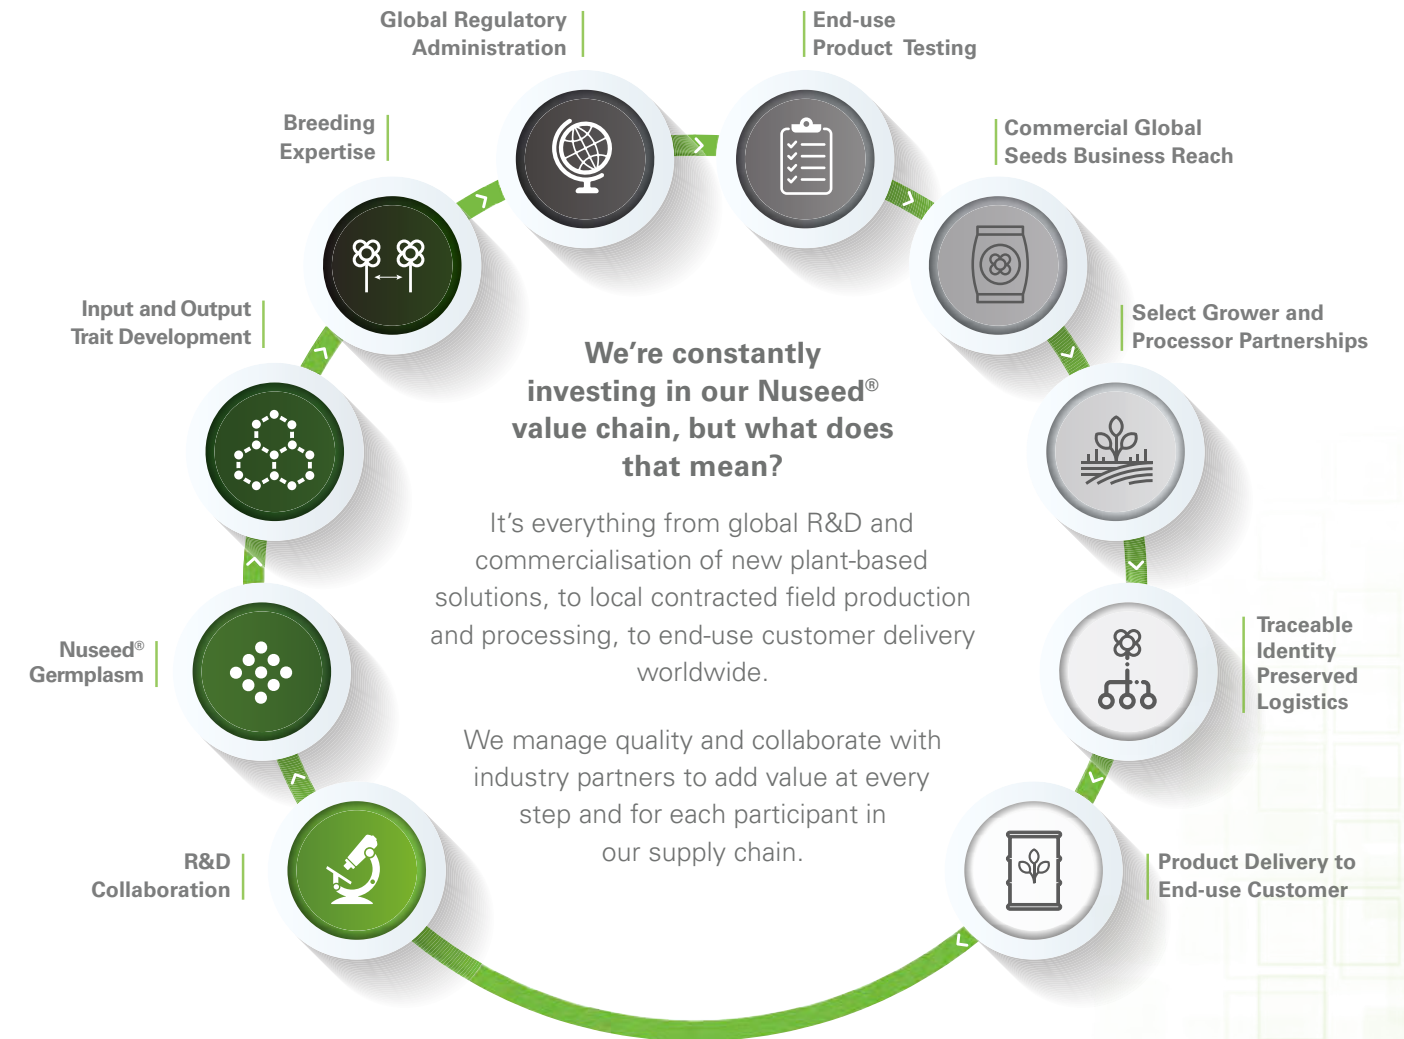 Global Regulatory
Administration
End-use
Product Testing
Breeding
Expertise
Commercial Global
Seeds Business Reach
Input and Output
Trait Development
Select Grower and
Processor Partnerships
We’re constantly
investing in our Nuseed®
value chain, but what does
that mean?
It’s everything from global R&D and
commercialisation of new plant-based
solutions, to local contracted field production
and processing, to end-use customer delivery
worldwide.
We manage quality and collaborate with
industry partners to add value at every
step and for each participant in
our supply chain.
Nuseed®
Germplasm
Traceable
Identity
Preserved
Logistics
R&D
Collaboration
Product Delivery to
End-use Customer